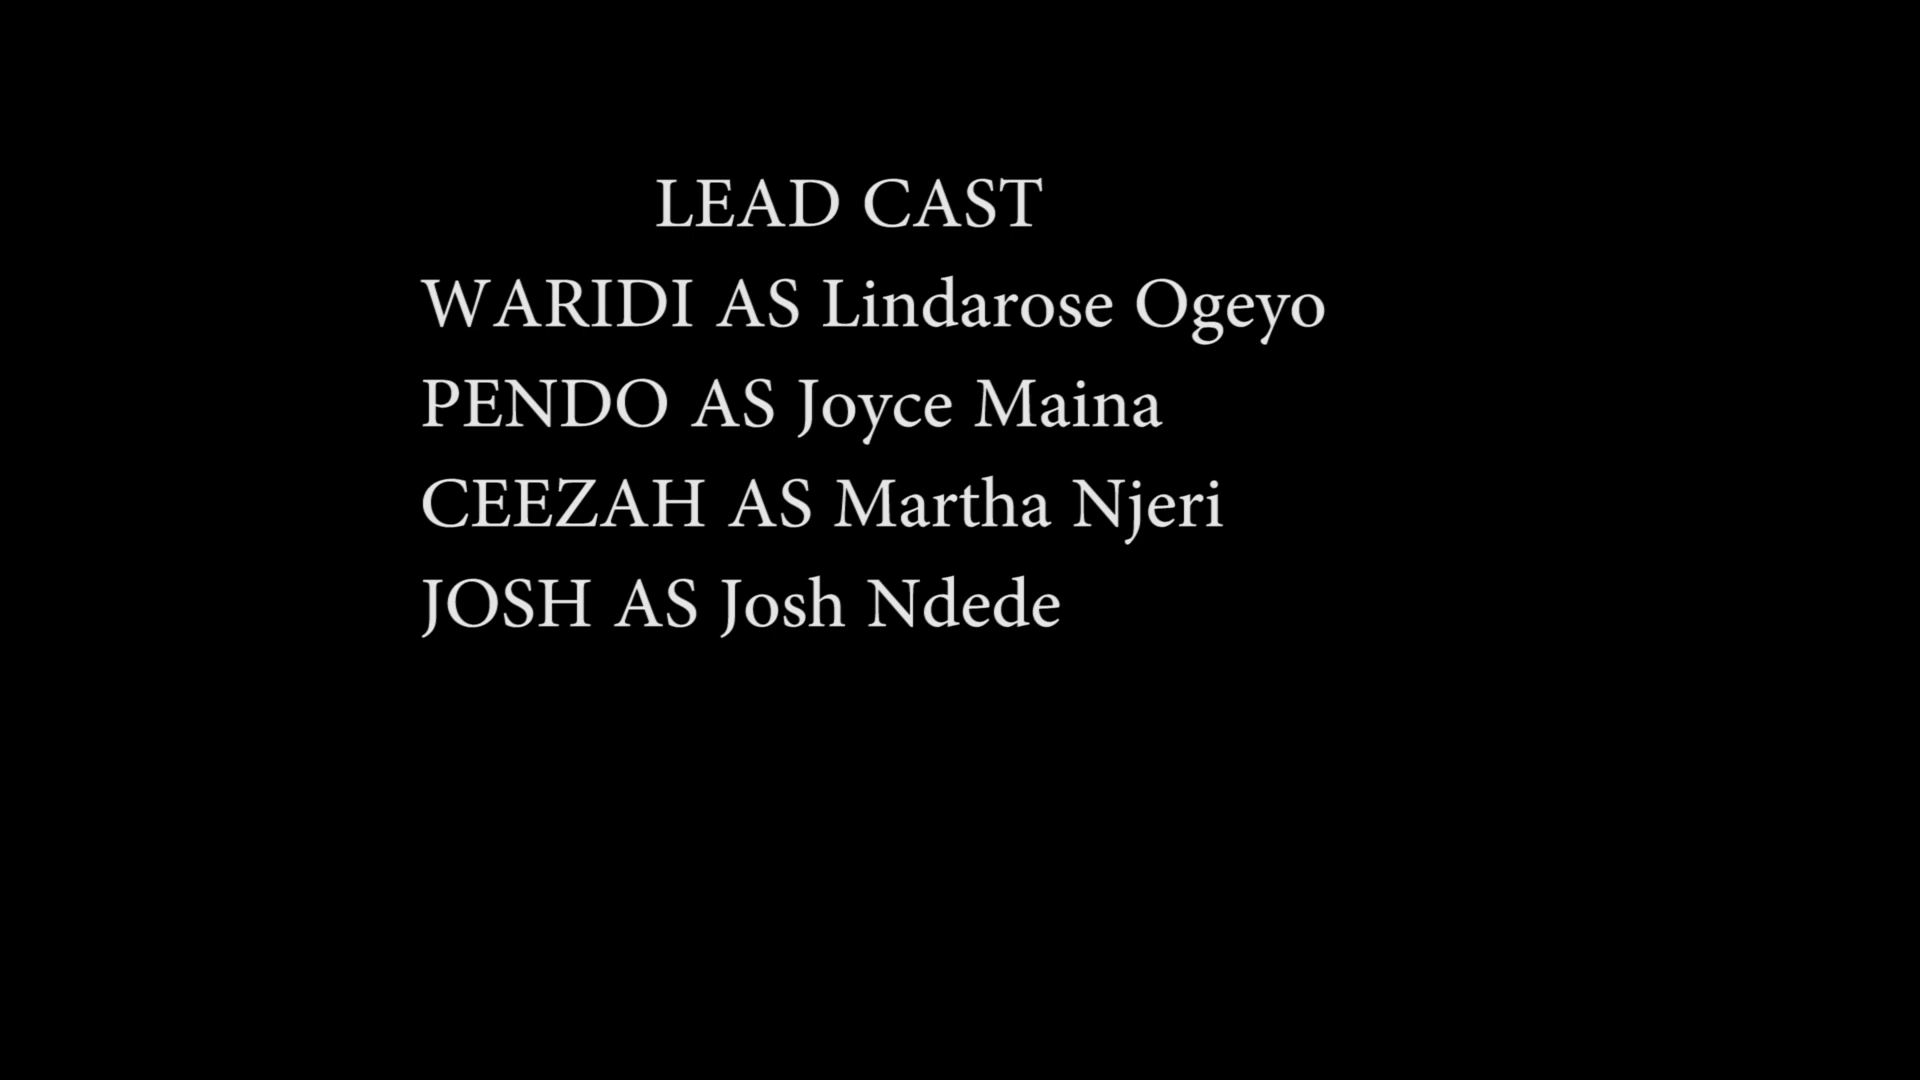 LEAD CAST
WARIDI AS Lindarose Ogeyo
PENDO AS Joyce Maina
CEEZAH AS Martha Njeri
JOSH AS Josh Ndede